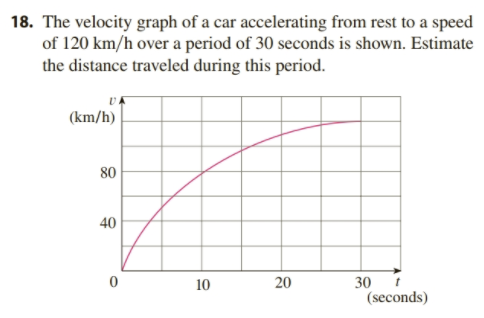 18. The velocity graph of a car accelerating from rest to a speed
of 120 km/h over a period of 30 seconds is shown. Estimate
the distance traveled during this period.
υ
(km/h)
80
40
0
10
20
30
t
(seconds)